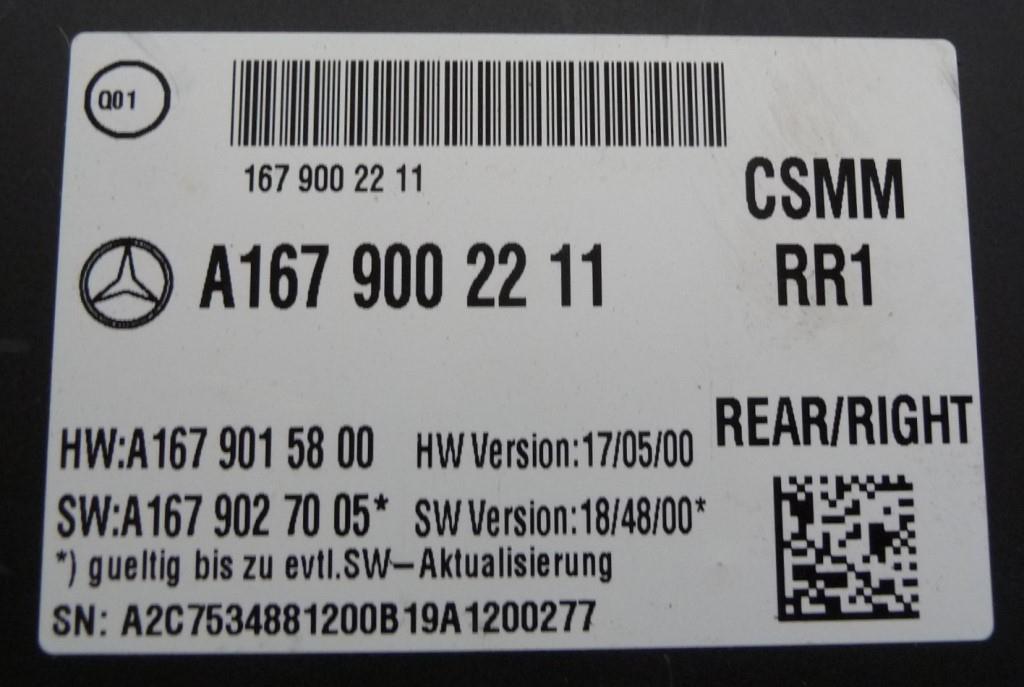 Q01
167 900 22 11
CSMM
A167 900 22 11
RR1
REAR/RIGHT
HW:A167 901 58 00 HW Version:17/05/00
SW:A167 902 70 05* SW Version:18/48/00*
*) gueltig bis zu evtl.SW-Aktualisierung
SN: A2C7534881200B19A1200277